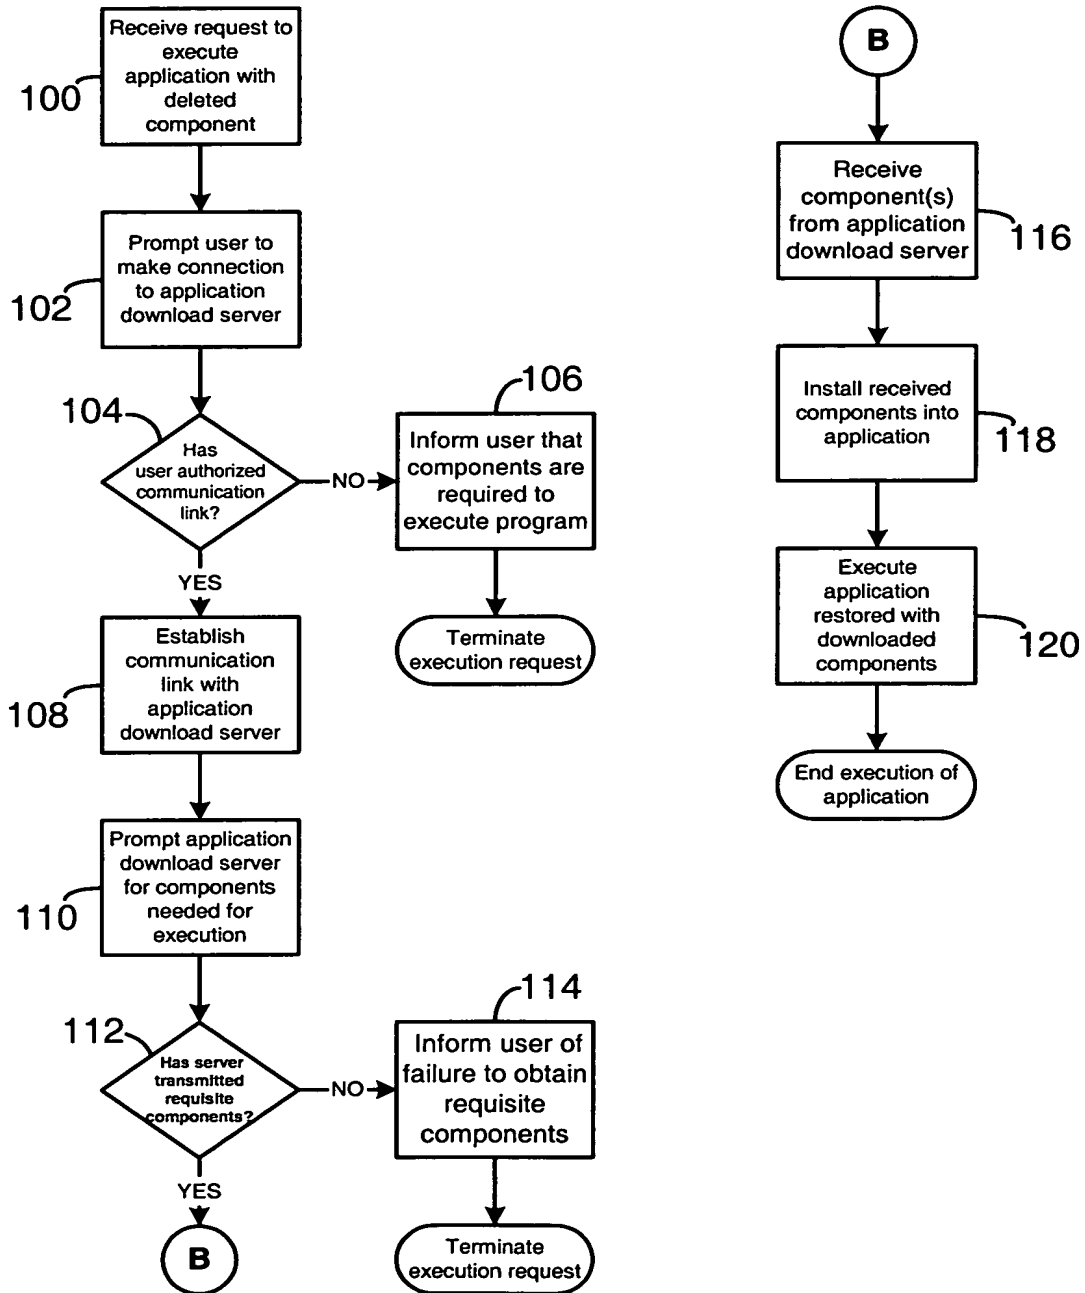 Receive request to
execute
application with
deleted
component
100
Prompt user to
make connection
to application
download server
102
104
Has
user authorized
communication
link?
NO
106
Inform user that
components are
required to
execute program
Terminate
execution request
YES
Establish
communication
link with
application
download server
108
Prompt application
download server
for components
needed for
execution
110
112
Has server
transmitted
requisite
components?
NO
114
Inform user of
failure to obtain
requisite
components
Terminate
execution request
YES
B
B
Receive
component(s)
from application
download server
116
Install received
components into
application
118
Execute
application
restored with
downloaded
components
120
End execution of
application